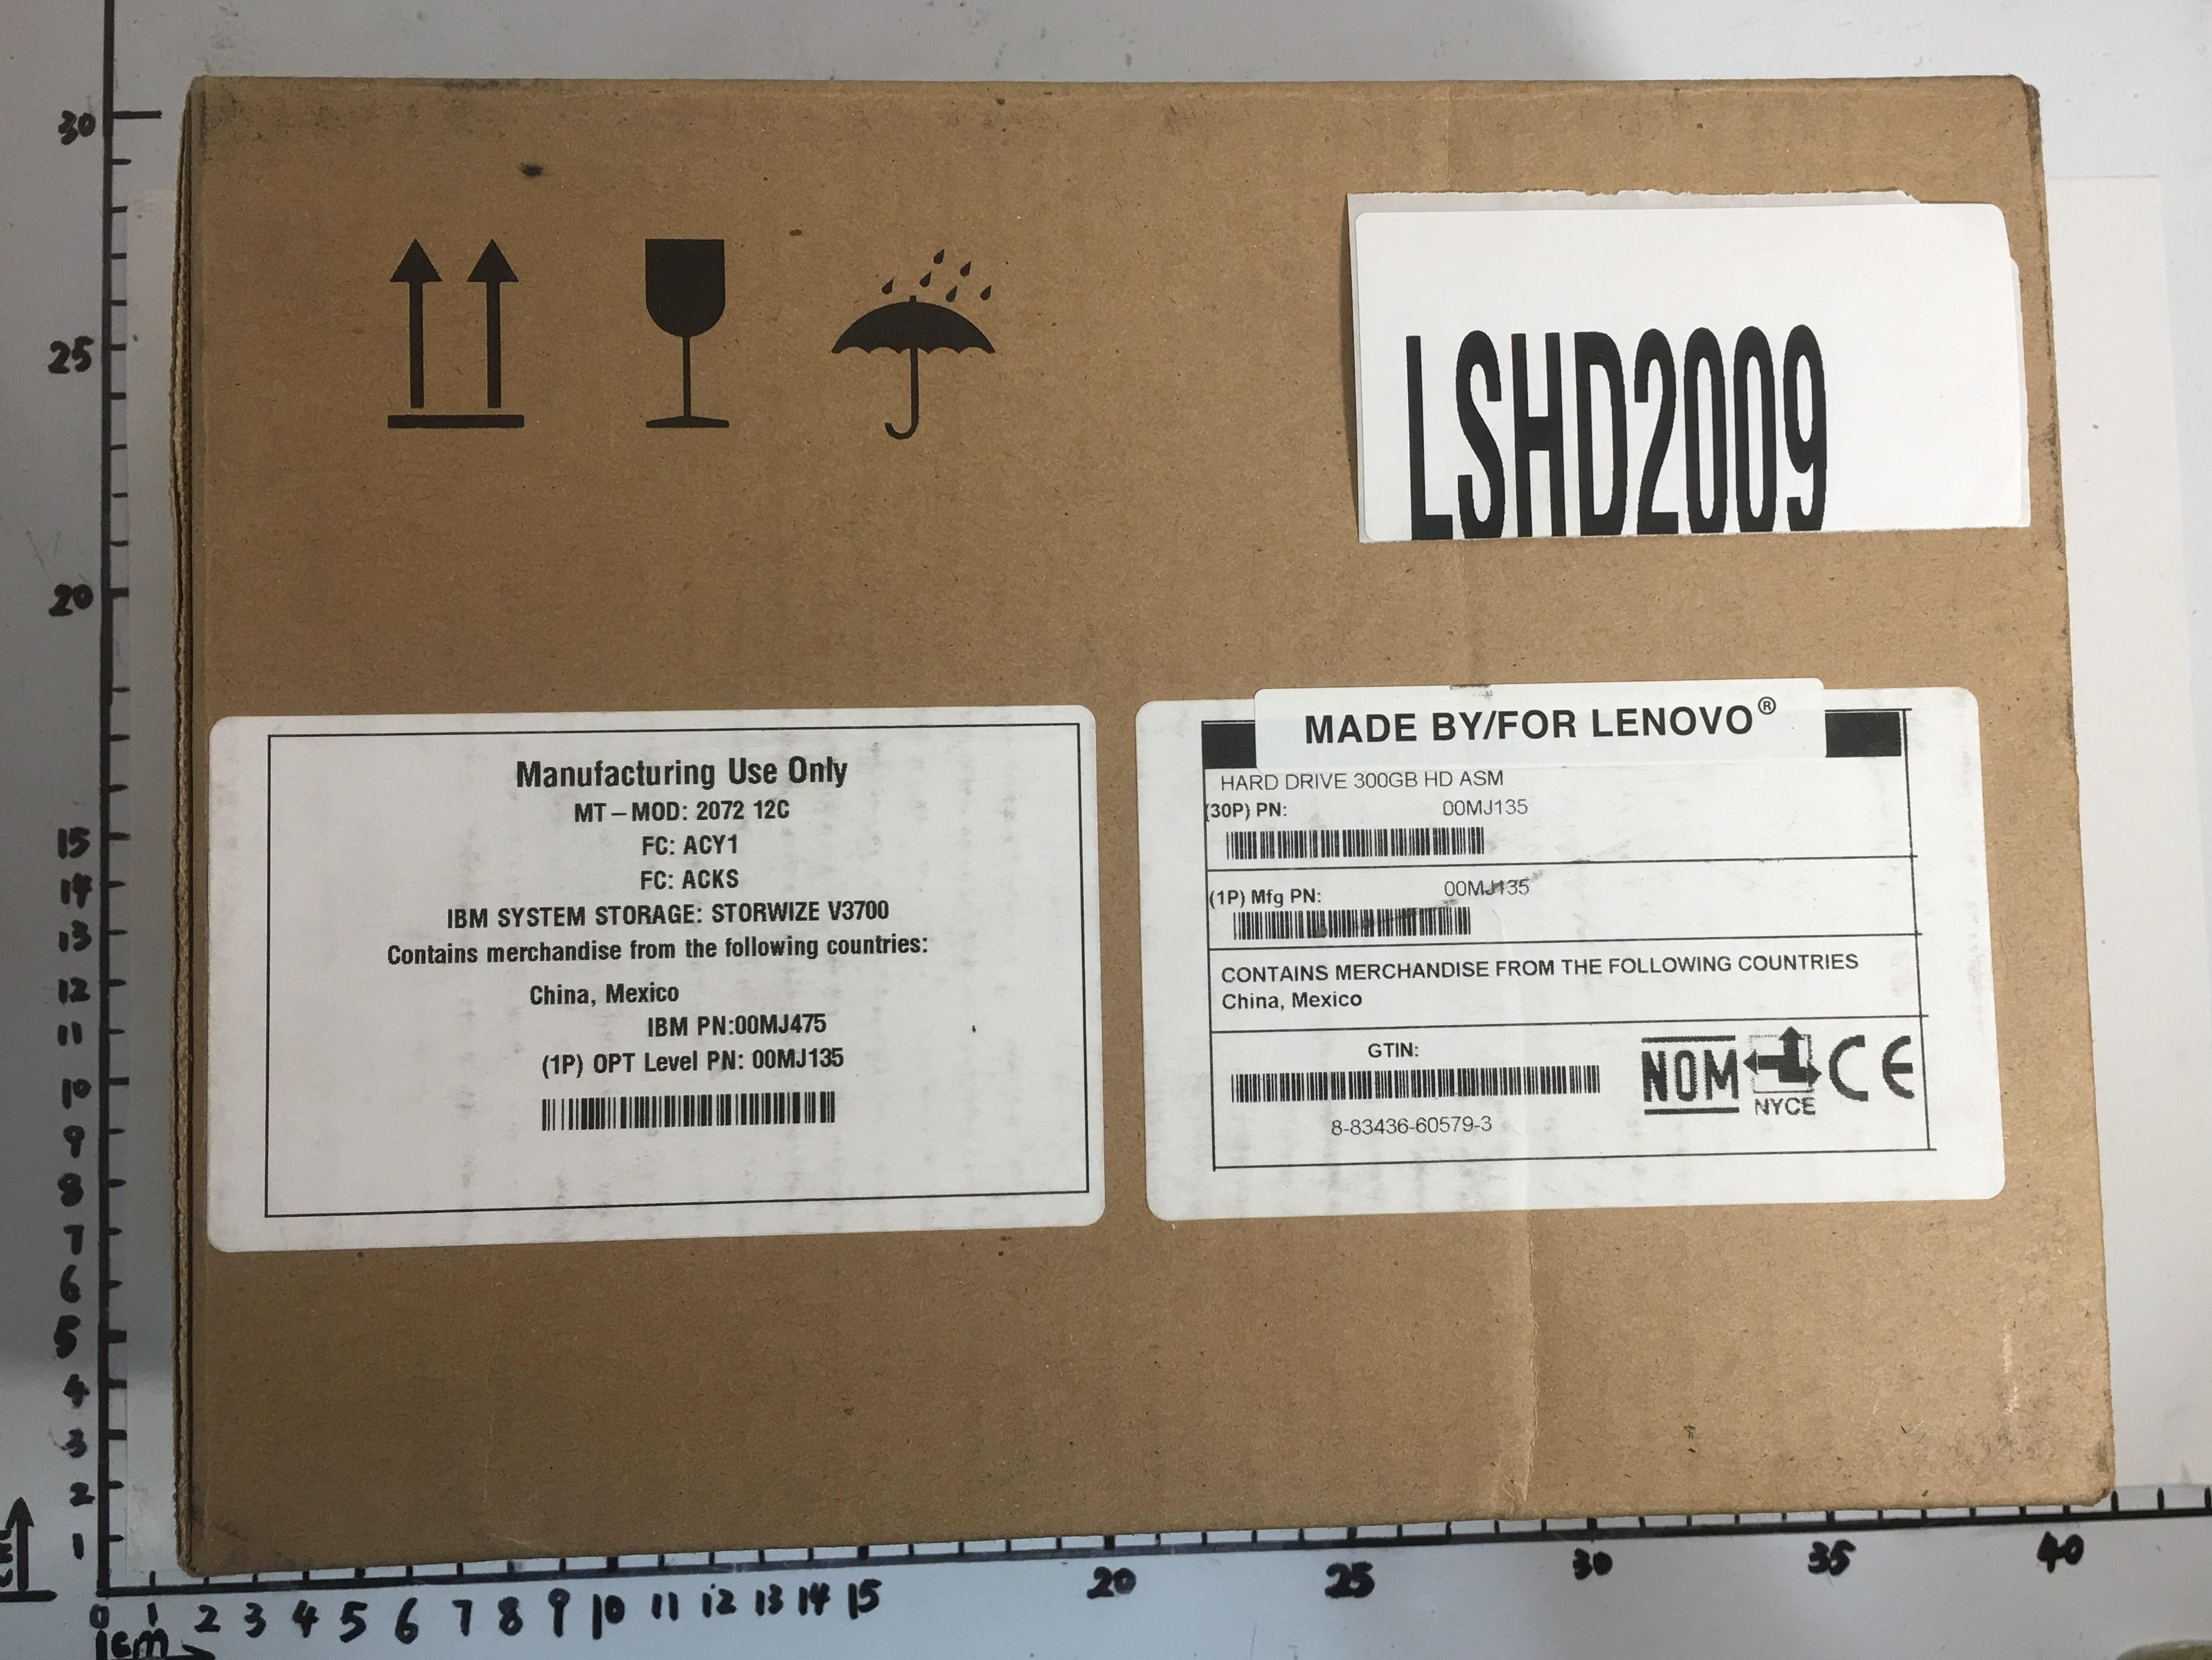 LSHD2009
Manufacturing Use Only
MT-MOD: 2072 12C
FC: ACY1
FC: ACKS
IBM SYSTEM STORAGE: STORWIZE V3700
Contains merchandise from the following countries:
China, Mexico
IBM PN:00MJ475
(1P) OPT Level PN: 00MJ135
MADE BY/FOR LENOVO®
HARD DRIVE 300GB HD ASM
(30P) PN: 00MJ135
(1P) Mfg PN: 00MJ135
CONTAINS MERCHANDISE FROM THE FOLLOWING COUNTRIES
China, Mexico
GTIN:
8-83436-60579-3
NOM
NYCE
CE
30
25
20
15
14
13
12
11
10
9
8
7
6
5
4
3
2
1
0 1 2 3 4 5 6 7 8 9 10 11 12 13 14 15 20 25 30 35 40
1cm